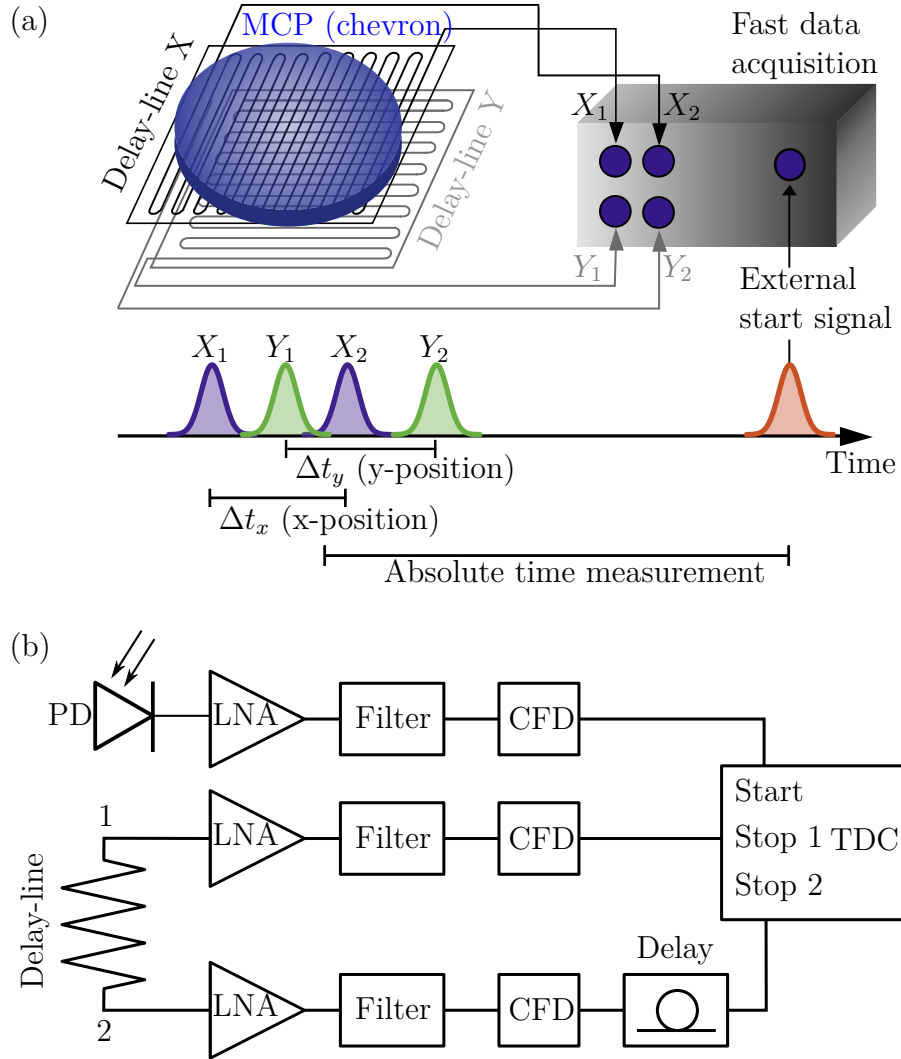 (a)
MCP (chevron)
Delay-line X
Delay-line Y
Fast data
acquisition
X₁ X₂
Y₁ Y₂
External
start signal
X₁ Y₁ X₂ Y₂
Time
Δt_y (y-position)
Δt_x (x-position)
Absolute time measurement
(b)
PD LNA Filter CFD
Start
1 LNA Filter CFD Stop 1 TDC
Stop 2
Delay-line
Delay
2 LNA Filter CFD